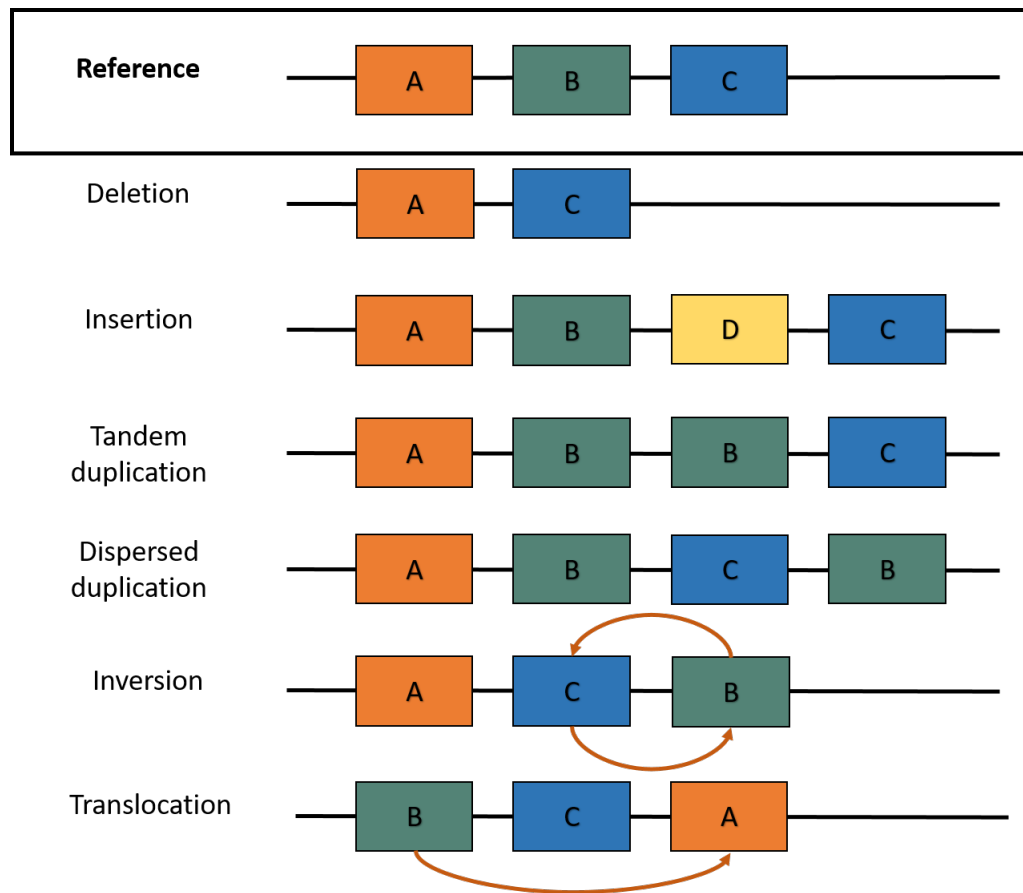 Reference A B C
Deletion A C
Insertion A B D C
Tandem
duplication A B B C
Dispersed
duplication A B C B
Inversion A C B
Translocation B C A